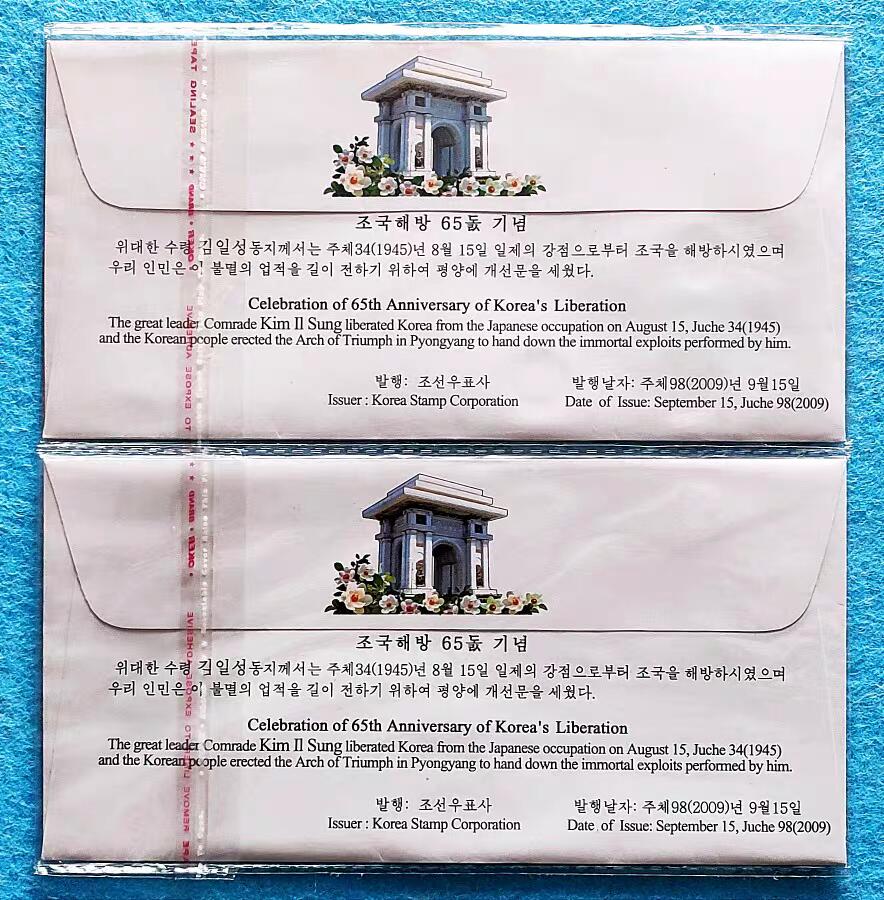 조국해방 65돐 기념
위대한 수령 김일성동지께서는 주체34(1945)년 8월 15일 일제의 강점으로부터 조국을 해방하시였으며
우리 인민은 이 불멸의 업적을 길이 전하기 위하여 평양에 개선문을 세웠다.
Celebration of 65th Anniversary of Korea's Liberation
The great leader Comrade Kim Il Sung liberated Korea from the Japanese occupation on August 15, Juche 34(1945)
and the Korean people erected the Arch of Triumph in Pyongyang to hand down the immortal exploits performed by him.
발행: 조선우표사
발행날자: 주체98(2009)년 9월15일
Issuer : Korea Stamp Corporation
Date of Issue: September 15, Juche 98(2009)
조국해방 65돐 기념
위대한 수령 김일성동지께서는 주체34(1945)년 8월 15일 일제의 강점으로부터 조국을 해방하시였으며
우리 인민은 이 불멸의 업적을 길이 전하기 위하여 평양에 개선문을 세웠다.
Celebration of 65th Anniversary of Korea's Liberation
The great leader Comrade Kim Il Sung liberated Korea from the Japanese occupation on August 15, Juche 34(1945)
and the Korean people erected the Arch of Triumph in Pyongyang to hand down the immortal exploits performed by him.
발행: 조선우표사
발행날자: 주체98(2009)년 9월15일
Issuer : Korea Stamp Corporation
Date of Issue: September 15, Juche 98(2009)
SEALING TAPE
TO EXPOSE ADHESIVE
REMOVE LINER TO EXPOSE ADHESIVE